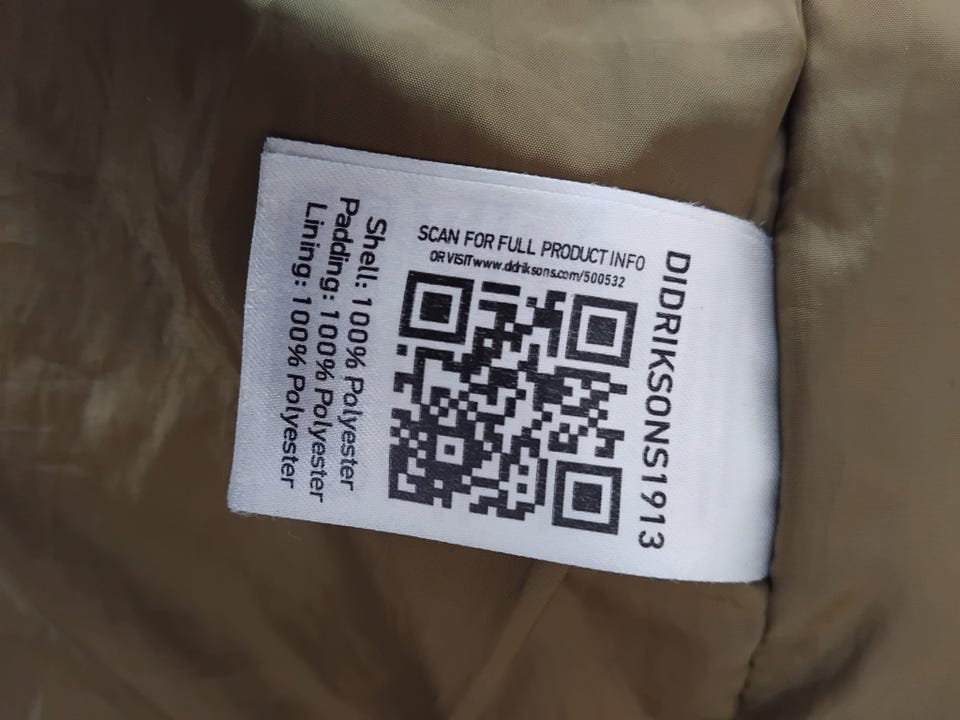 DIDRIKSONS1913
SCAN FOR FULL PRODUCT INFO
OR VISIT www.didriksons.com/500532
Shell: 100% Polyester
Padding: 100% Polyester
Lining: 100% Polyester